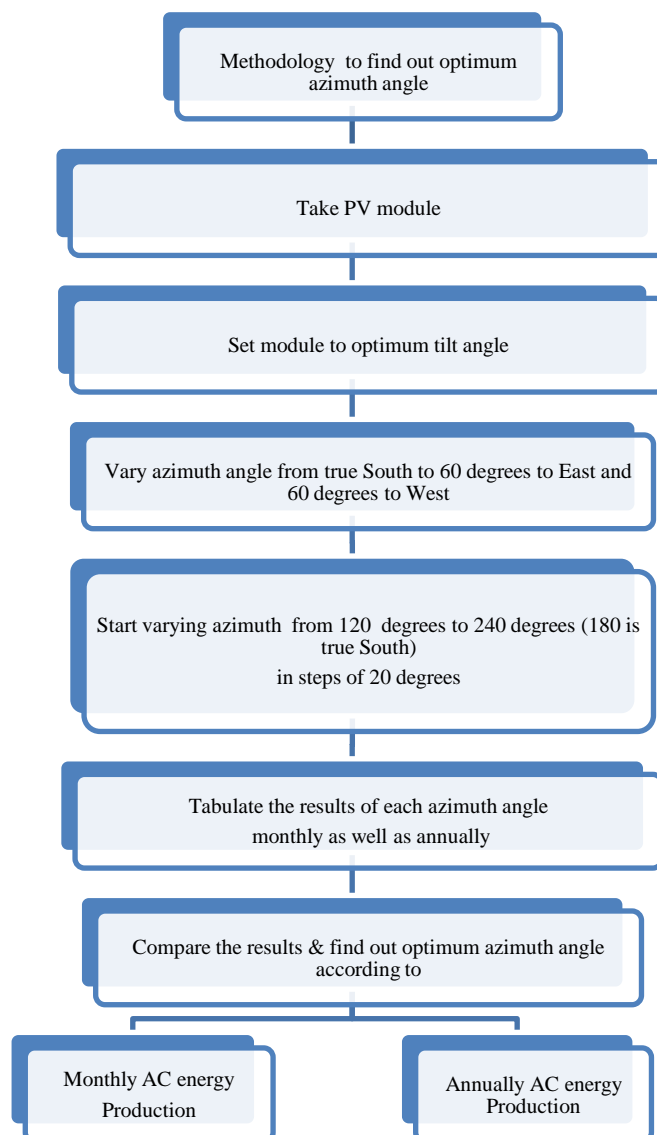 Methodology to find out optimum
azimuth angle
Take PV module
Set module to optimum tilt angle
Vary azimuth angle from true South to 60 degrees to East and
60 degrees to West
Start varying azimuth from 120 degrees to 240 degrees (180 is
true South)
in steps of 20 degrees
Tabulate the results of each azimuth angle
monthly as well as annually
Compare the results & find out optimum azimuth angle
according to
Monthly AC energy
Production
Annually AC energy
Production